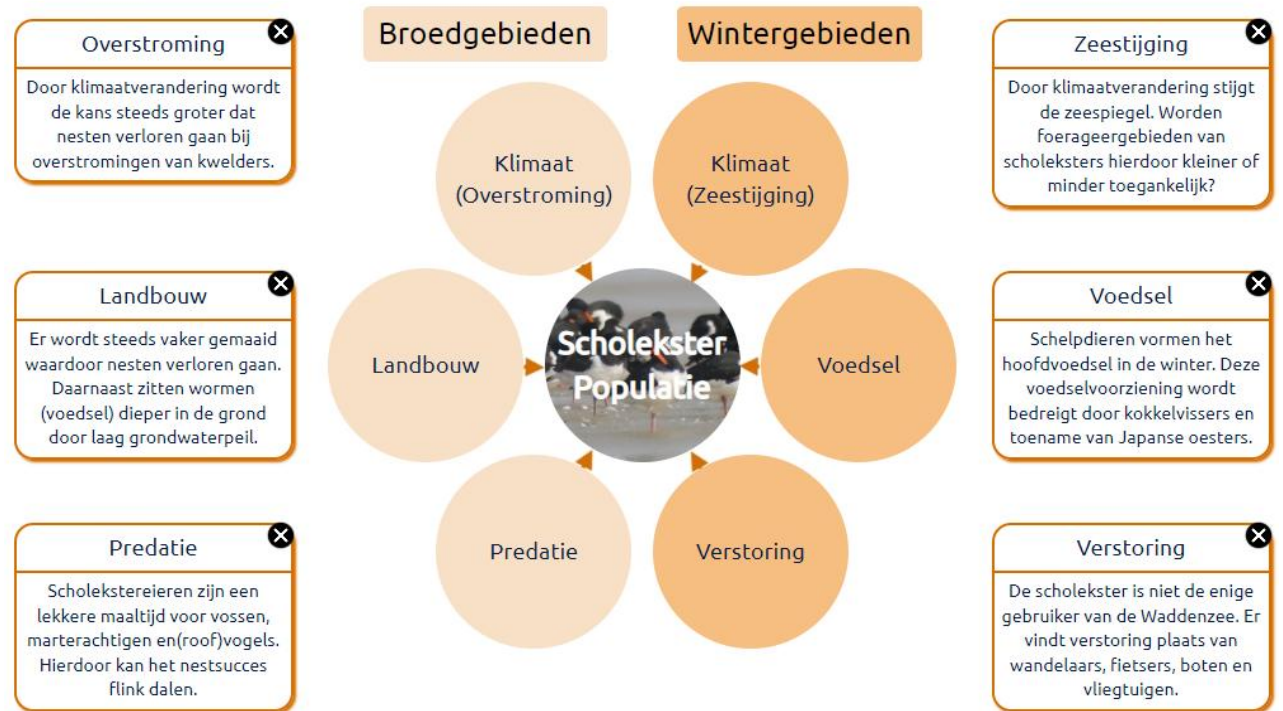 Broedgebieden
Wintergebieden
Overstroming
Door klimaatverandering wordt
de kans steeds groter dat
nesten verloren gaan bij
overstromingen van kwelders.
Landbouw
Er wordt steeds vaker gemaaid
waardoor nesten verloren gaan.
Daarnaast zitten wormen
(voedsel) dieper in de grond
door laag grondwaterpeil.
Predatie
Scholekstereieren zijn een
lekkere maaltijd voor vossen,
marterachtigen en(roof)vogels.
Hierdoor kan het nestsucces
flink dalen.
Klimaat
(Overstroming)
Klimaat
(Zeestijging)
Landbouw
Scholekster
Populatie
Voedsel
Predatie
Verstoring
Zeestijging
Door klimaatverandering stijgt
de zeespiegel. Worden
foerageergebieden van
scholeksters hierdoor kleiner of
minder toegankelijk?
Voedsel
Schelpdieren vormen het
hoofdvoedsel in de winter. Deze
voedselvoorziening wordt
bedreigt door kokkelvissers en
toename van Japanse oesters.
Verstoring
De scholekster is niet de enige
gebruiker van de Waddenzee. Er
vindt verstoring plaats van
wandelaars, fietsers, boten en
vliegtuigen.